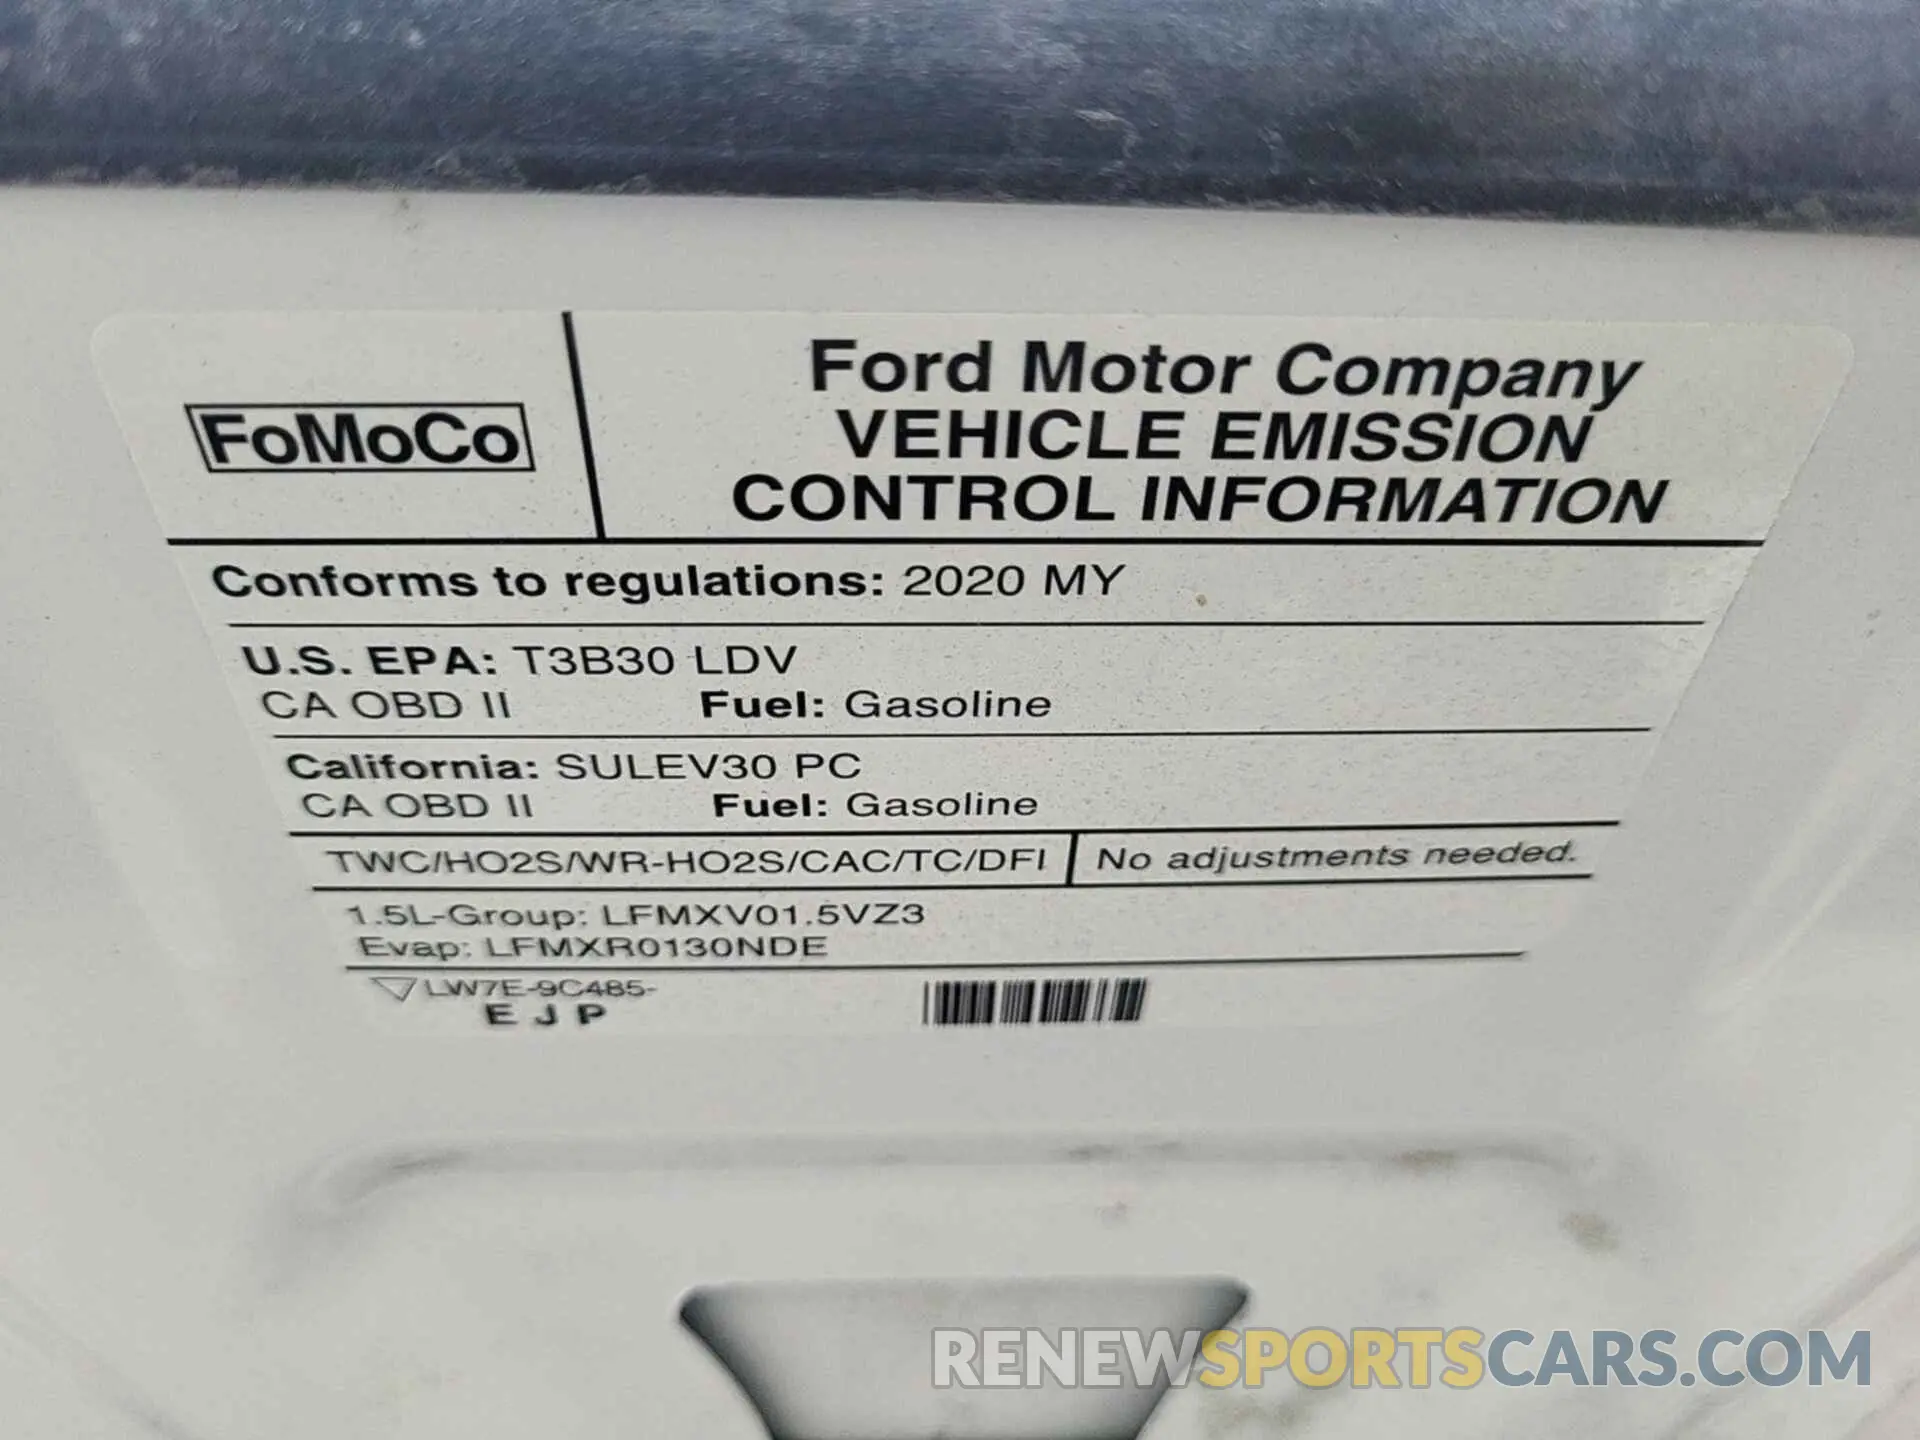 FoMoCo
Ford Motor Company
VEHICLE EMISSION
CONTROL INFORMATION
Conforms to regulations: 2020 MY
U.S. EPA: T3B30 LDV
CA OBD II Fuel: Gasoline
California: SULEV30 PC
CA OBD II Fuel: Gasoline
TWC/HO2S/WR-HO2S/CAC/TC/DFI No adjustments needed.
1.5L-Group: LFMXV01.5VZ3
Evap: LFMXR0130NDE
LW7E-9C485-
E J P
RENEWSPORTSCARS.COM